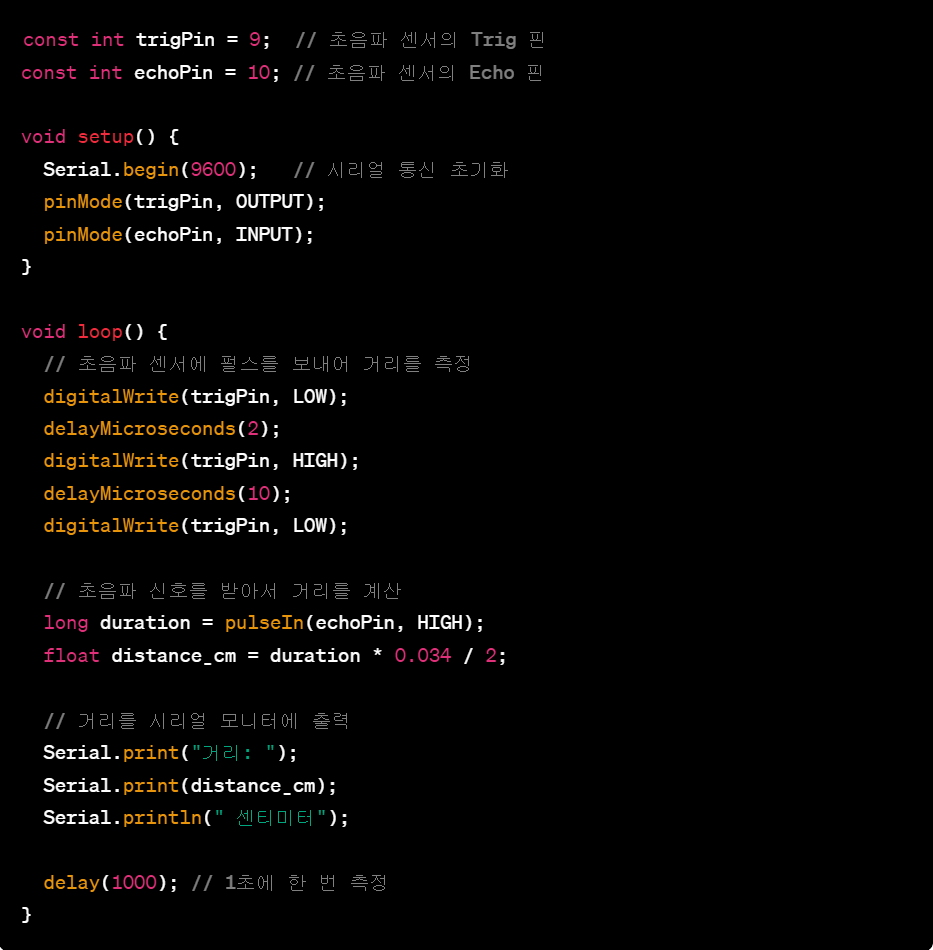 const int trigPin = 9;  // 초음파 센서의 Trig 핀
const int echoPin = 10; // 초음파 센서의 Echo 핀

void setup() {
  Serial.begin(9600);   // 시리얼 통신 초기화
  pinMode(trigPin, OUTPUT);
  pinMode(echoPin, INPUT);
}

void loop() {
  // 초음파 센서에 펄스를 보내어 거리를 측정
  digitalWrite(trigPin, LOW);
  delayMicroseconds(2);
  digitalWrite(trigPin, HIGH);
  delayMicroseconds(10);
  digitalWrite(trigPin, LOW);

  // 초음파 신호를 받아서 거리를 계산
  long duration = pulseIn(echoPin, HIGH);
  float distance_cm = duration * 0.034 / 2;

  // 거리를 시리얼 모니터에 출력
  Serial.print("거리: ");
  Serial.print(distance_cm);
  Serial.println(" 센티미터");

  delay(1000); // 1초에 한 번 측정
}